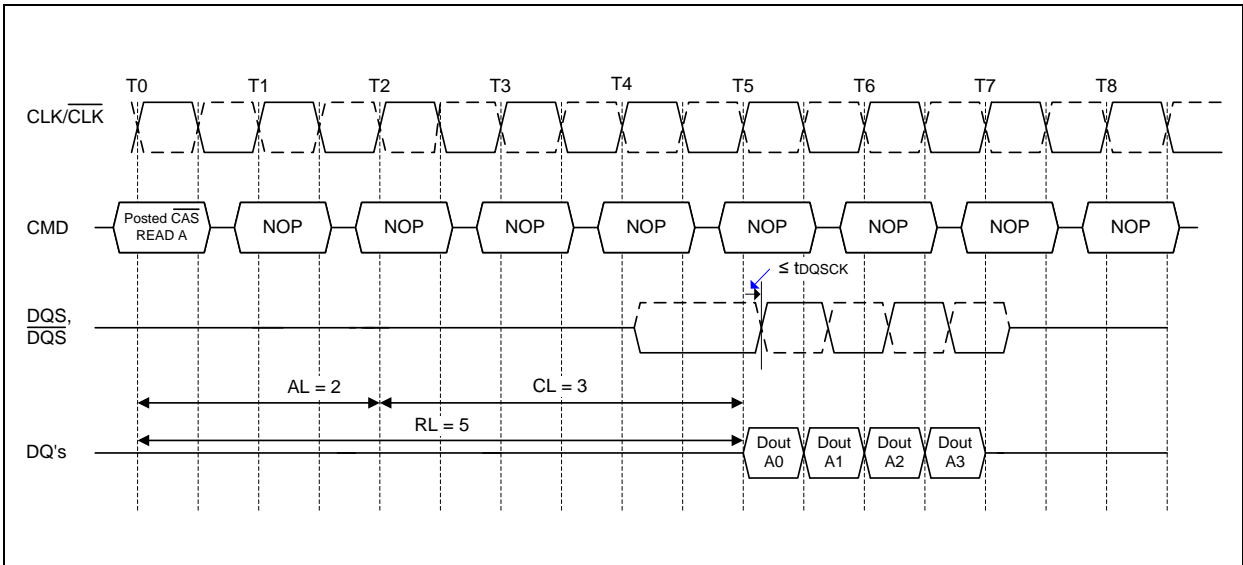 T0 T1 T2 T3 T4 T5 T6 T7 T8
CLK/CLK
CMD
Posted CAS
READ A
NOP NOP NOP NOP NOP NOP NOP NOP
≤ tDQSCK
DQS,
DQS
AL = 2
CL = 3
RL = 5
DQ's
Dout
A0
Dout
A1
Dout
A2
Dout
A3